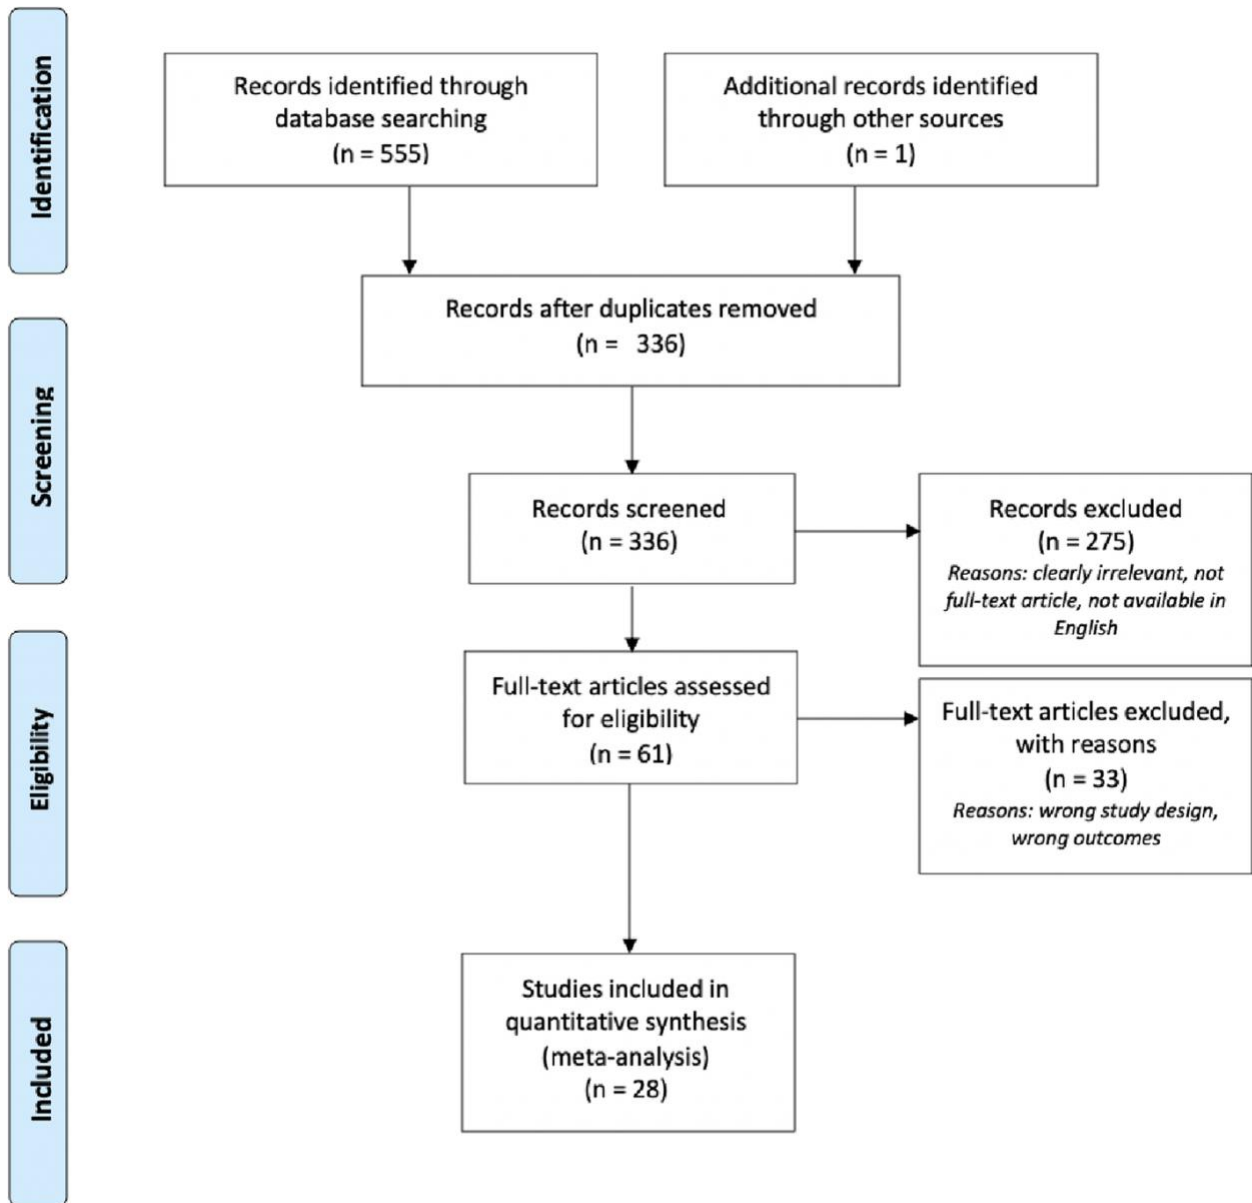 Identification
Records identified through
database searching
(n = 555)
Additional records identified
through other sources
(n = 1)
Records after duplicates removed
(n =   336)
Screening
Records screened
(n = 336)
Records excluded
(n = 275)
Reasons: clearly irrelevant, not
full-text article, not available in
English
Eligibility
Full-text articles assessed
for eligibility
(n = 61)
Full-text articles excluded,
with reasons
(n = 33)
Reasons: wrong study design,
wrong outcomes
Included
Studies included in
quantitative synthesis
(meta-analysis)
(n = 28)